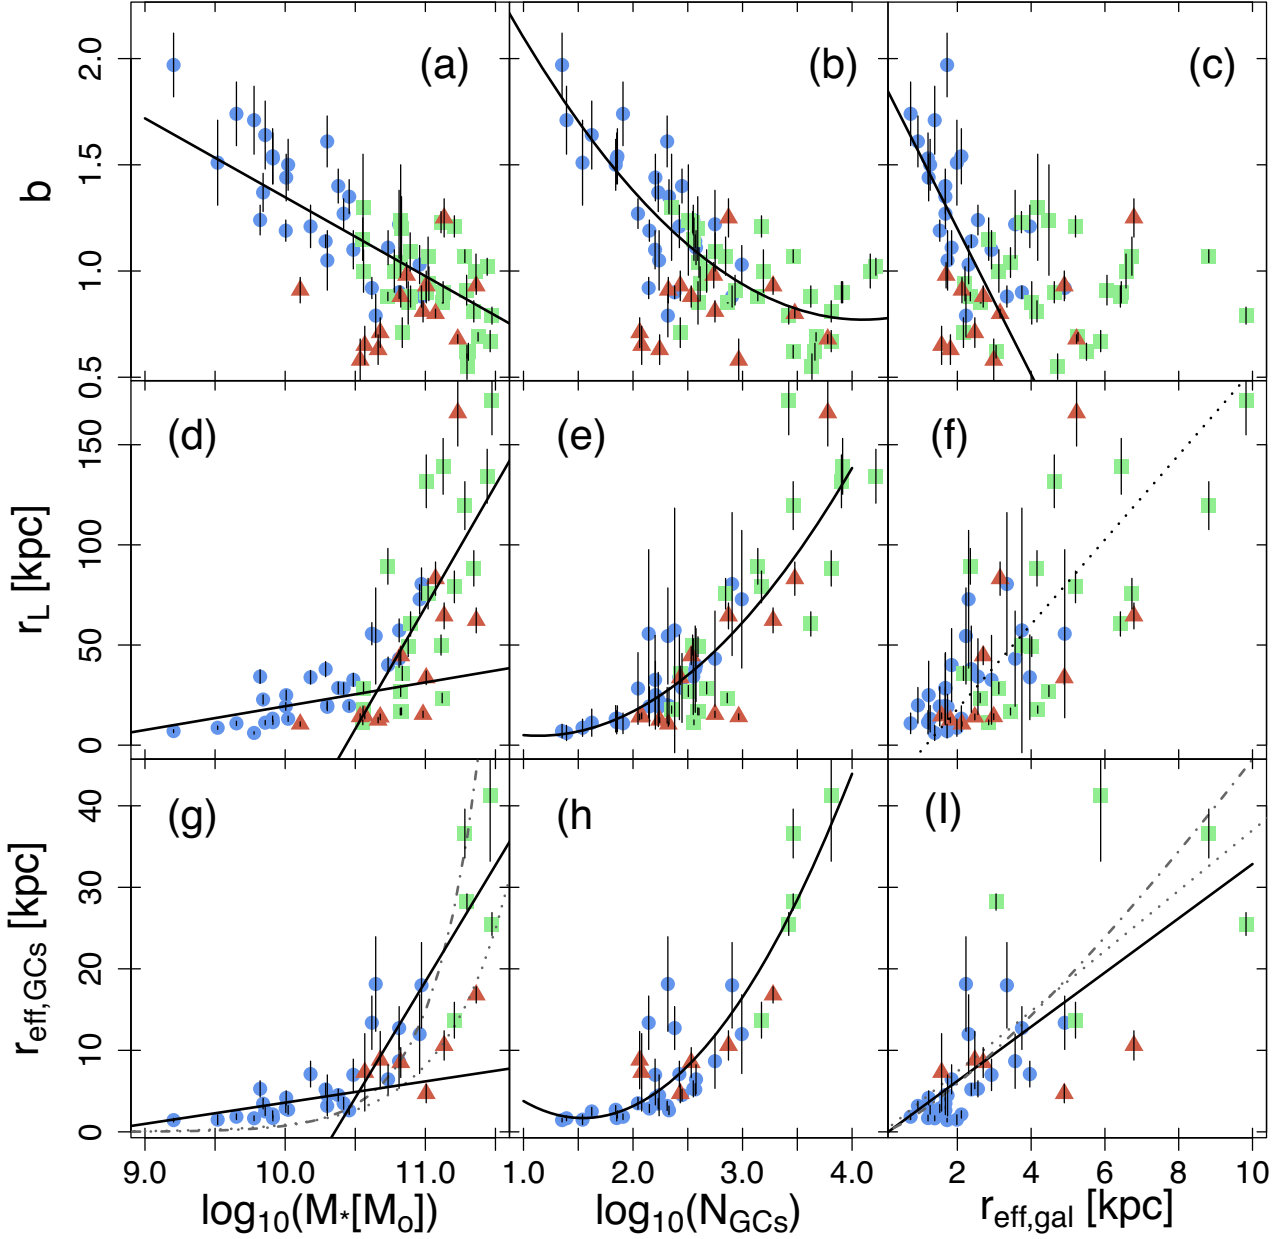 (a)
(b)
(c)
b
2.0
1.5
1.0
0.5
(d)
(e)
(f)
r_L [kpc]
150
100
50
0
(g)
(h)
(I)
r_eff,GCs [kpc]
40
30
20
10
0
9.0 10.0 11.0 1.0 2.0 3.0 4.0 2 4 6 8 10
log₁₀(M*[M_o]) log₁₀(N_GCs) r_eff,gal [kpc]